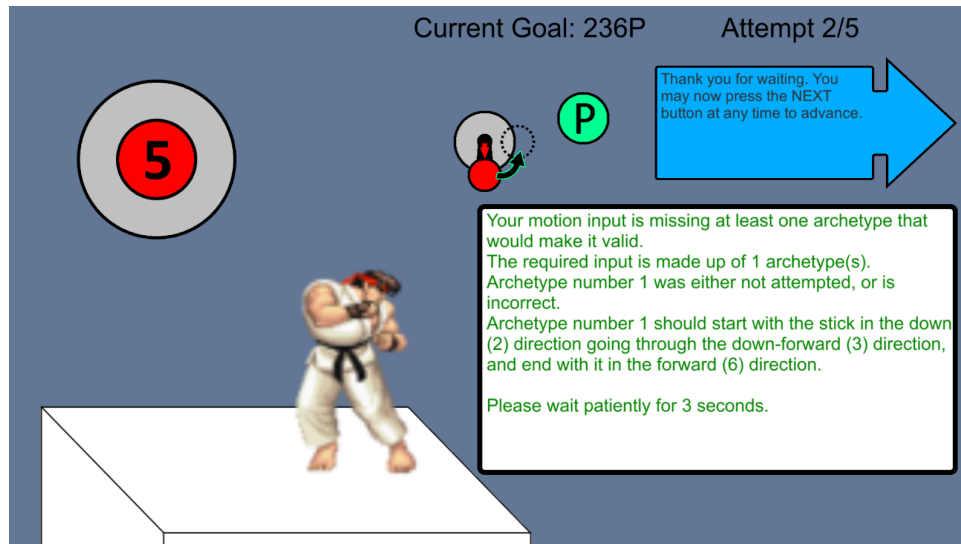 Current Goal: 236P
Attempt 2/5
5
P
Thank you for waiting. You
may now press the NEXT
button at any time to advance.
Your motion input is missing at least one archetype that
would make it valid.
The required input is made up of 1 archetype(s).
Archetype number 1 was either not attempted, or is
incorrect.
Archetype number 1 should start with the stick in the down
(2) direction going through the down-forward (3) direction,
and end with it in the forward (6) direction.
Please wait patiently for 3 seconds.